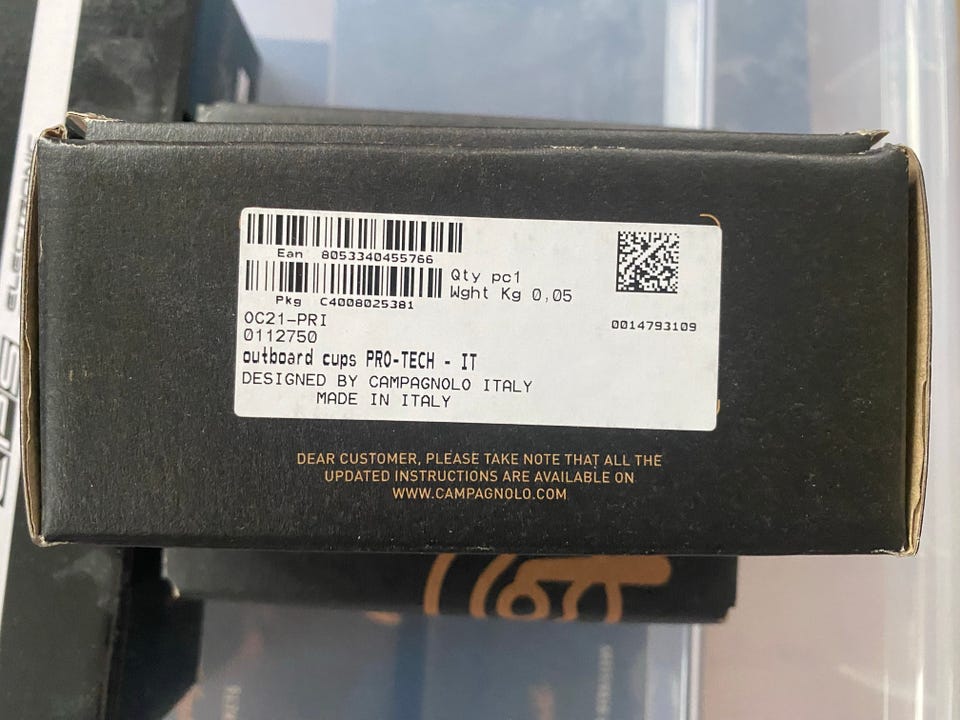 Ean 8053340455766
Pkg C4008025381
Qty pc1
Wght Kg 0,05
0014793109
OC21-PRI
0112750
outboard cups PRO-TECH - IT
DESIGNED BY CAMPAGNOLO ITALY
MADE IN ITALY
DEAR CUSTOMER, PLEASE TAKE NOTE THAT ALL THE
UPDATED INSTRUCTIONS ARE AVAILABLE ON
WWW.CAMPAGNOLO.COM